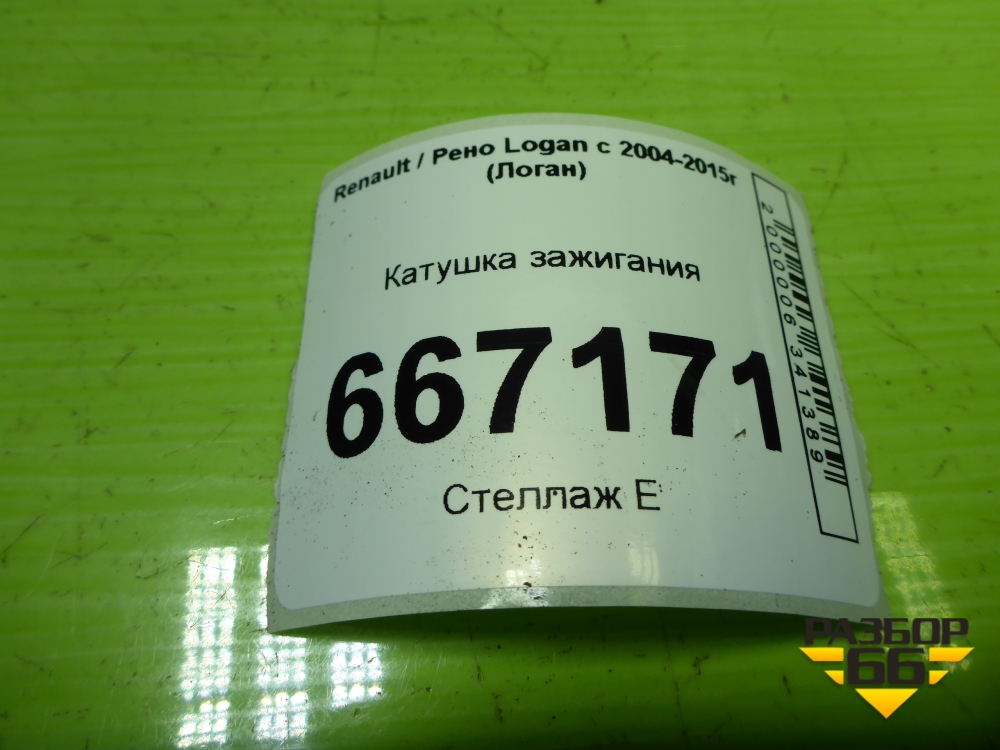 Renault / Рено Logan с 2004-2015г
(Логан)
Катушка зажигания
667171
Стеллаж Е
2000006341389
РАЗБОР
66